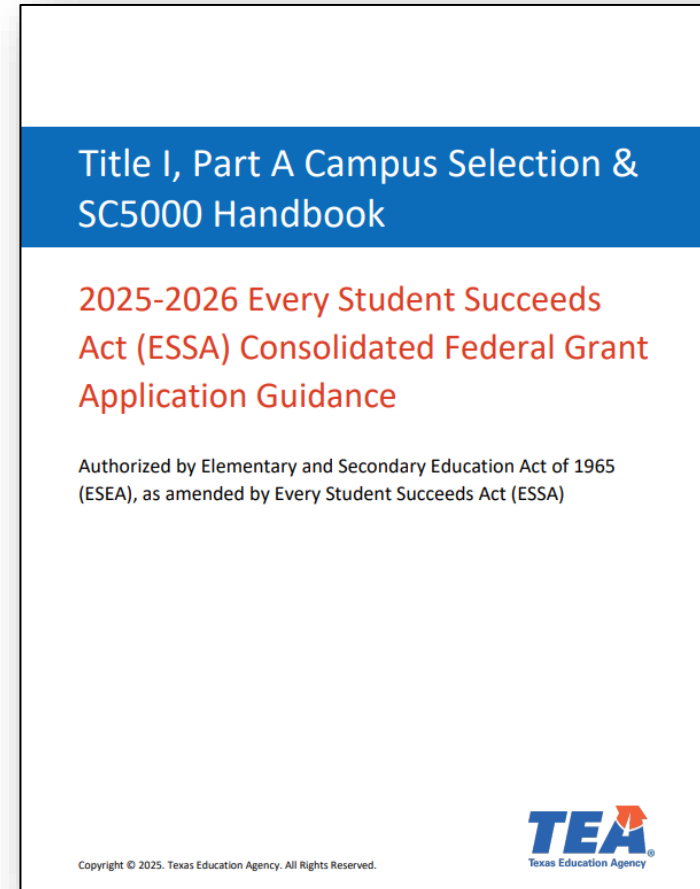 Title I, Part A Campus Selection &
SC5000 Handbook
2025-2026 Every Student Succeeds
Act (ESSA) Consolidated Federal Grant
Application Guidance
Authorized by Elementary and Secondary Education Act of 1965
(ESEA), as amended by Every Student Succeeds Act (ESSA)
TEA®
Texas Education Agency
Copyright © 2025. Texas Education Agency. All Rights Reserved.